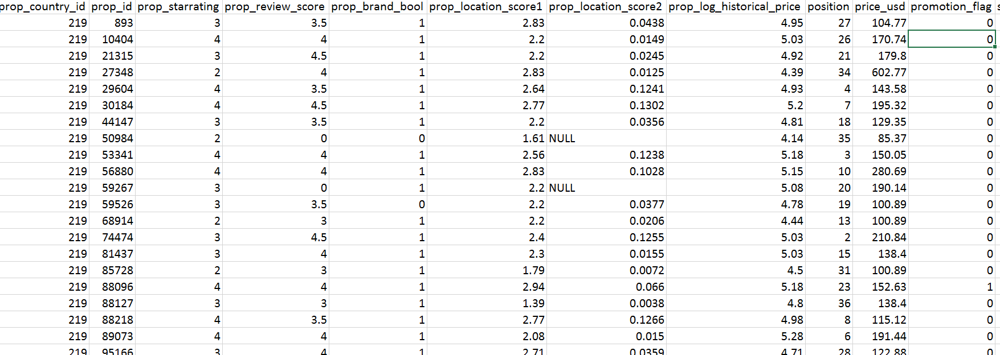 prop_country_id prop_id prop_starrating prop_review_score prop_brand_bool prop_location_score1 prop_location_score2 prop_log_historical_price position price_usd promotion_flag
219 893 3 3.5 1 2.83 0.0438 4.95 27 104.77 0
219 10404 4 4 1 2.2 0.0149 5.03 26 170.74 0
219 21315 3 4.5 1 2.2 0.0245 4.92 21 179.8 0
219 27348 2 4 1 2.83 0.0125 4.39 34 602.77 0
219 29604 4 3.5 1 2.64 0.1241 4.93 4 143.58 0
219 30184 4 4.5 1 2.77 0.1302 5.2 7 195.32 0
219 44147 3 3.5 1 2.2 0.0356 4.81 18 129.35 0
219 50984 2 0 0 1.61 NULL 4.14 35 85.37 0
219 53341 4 4 1 2.56 0.1238 5.18 3 150.05 0
219 56880 4 4 1 2.83 0.1028 5.15 10 280.69 0
219 59267 3 0 1 2.2 NULL 5.08 20 190.14 0
219 59526 3 3.5 0 2.2 0.0377 4.78 19 100.89 0
219 68914 2 3 1 2.2 0.0206 4.44 13 100.89 0
219 74474 3 4.5 1 2.4 0.1255 5.03 2 210.84 0
219 81437 3 4 1 2.3 0.0155 5.03 15 138.4 0
219 85728 2 3 1 1.79 0.0072 4.5 31 100.89 0
219 88096 4 4 1 2.94 0.066 5.18 23 152.63 1
219 88127 3 3 1 1.39 0.0038 4.8 36 138.4 0
219 88218 4 3.5 1 2.77 0.1266 4.98 8 115.12 0
219 89073 4 4 1 2.08 0.015 5.28 6 191.44 0
219 95166 3 4 1 2.71 0.0359 4.71 28 122.88 0